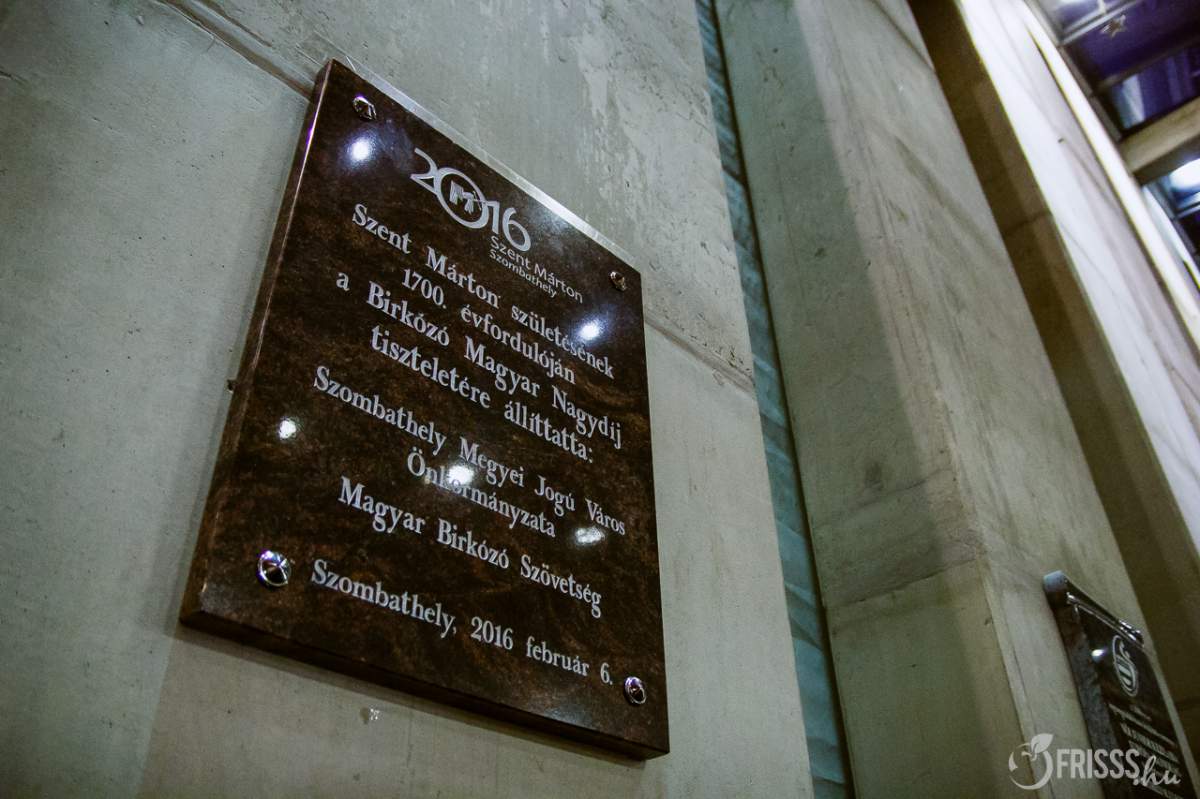 2016
Szent Márton
Szombathely
Szent Márton születésének
1700. évfordulóján
a Birkózó Magyar Nagydíj
tiszteletére állíttatta:
Szombathely Megyei Jogú Város
Önkormányzata
Magyar Birkózó Szövetség
Szombathely, 2016 február 6.
FRISSS.hu